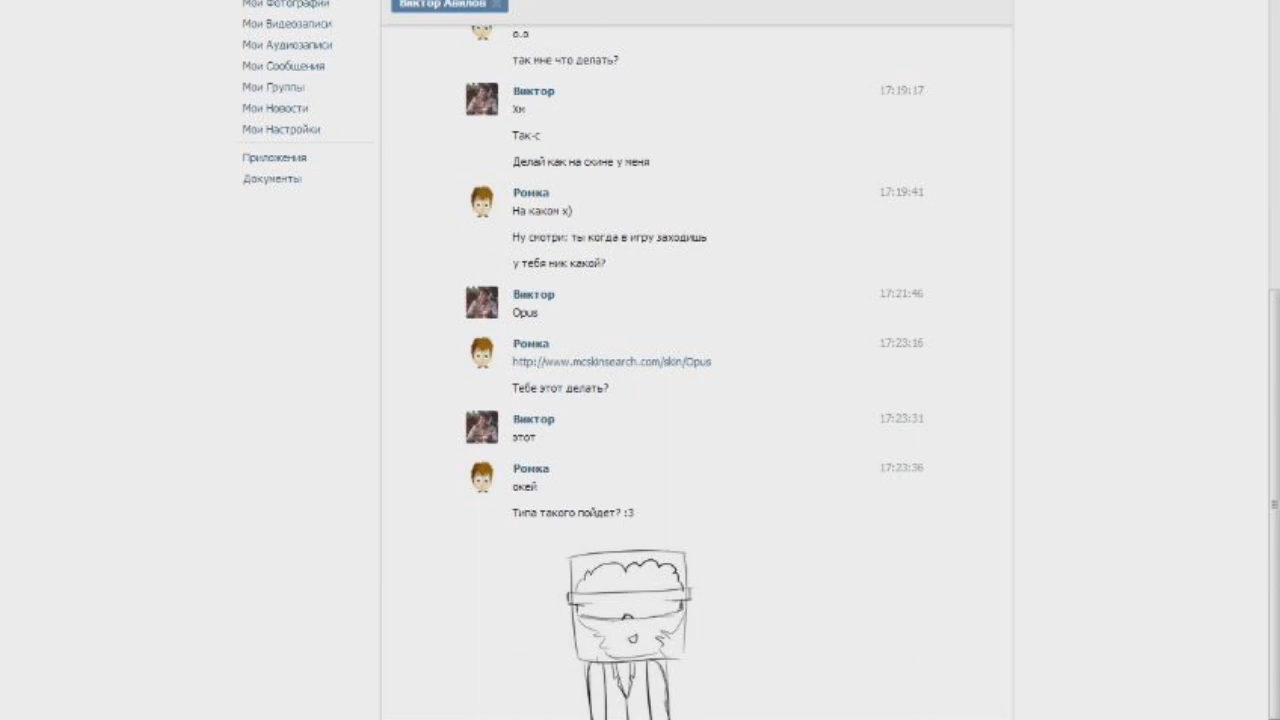 Мои Фотографии
Мои Видеозаписи
Мои Аудиозаписи
Мои Сообщения
Мои Группы
Мои Новости
Мои Настройки
Приложения
Документы
Виктор Авилов
о.о
так мне что делать?
Виктор 17:19:17
Хм
Так-с
Делай как на скине у меня
Ромка 17:19:41
На каком х)
Ну смотри: ты когда в игру заходишь
у тебя ник какой?
Виктор 17:21:46
Opus
Ромка 17:23:16
http://www.mcskinsearch.com/skin/Opus
Тебе этот делать?
Виктор 17:23:31
этот
Ромка 17:23:36
окей
Типа такого пойдет? :3